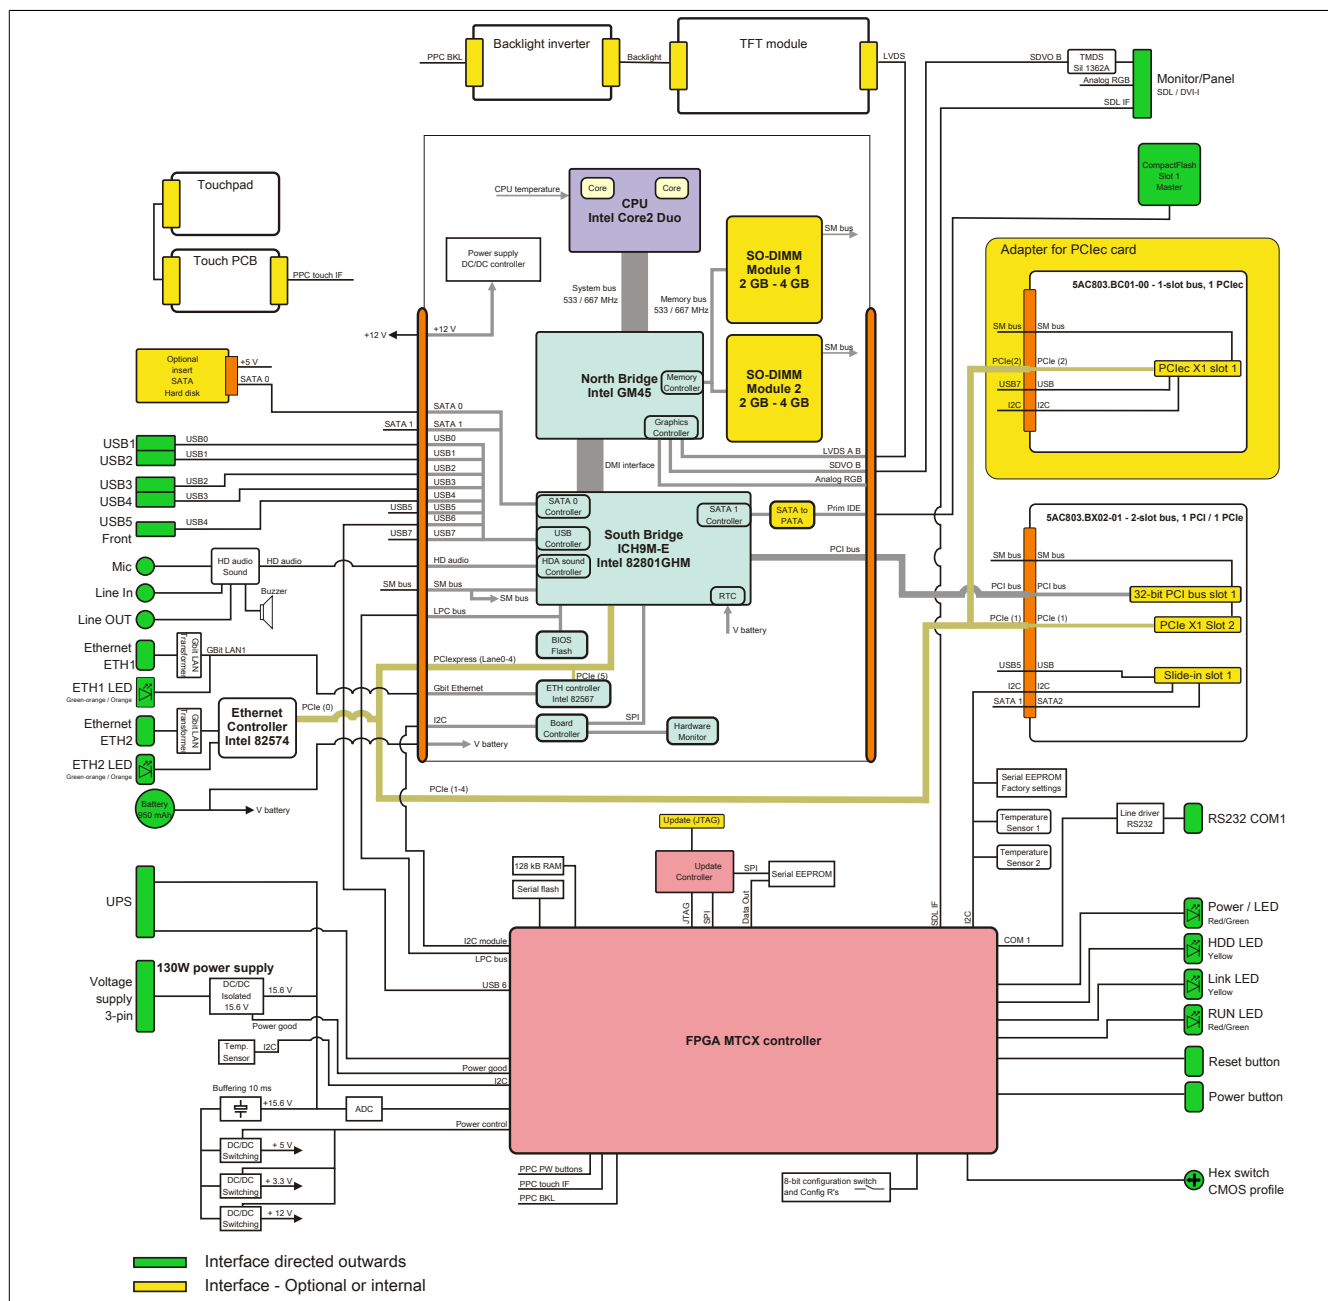 Backlight inverter
TFT module
PPC BKL
Backlight
LVDS
SDVO B
TMDS
Sil 1362A
Analog RGB
SDL IF
Monitor/Panel
SDL / DVI-I
CompactFlash
Slot 1
Master
Touchpad
Touch PCB
PPC touch IF
CPU temperature
Core
Core
CPU
Intel Core2 Duo
Power supply
DC/DC controller
System bus
533 / 667 MHz
Memory bus
533 / 667 MHz
SO-DIMM
Module 1
2 GB - 4 GB
SM bus
SO-DIMM
Module 2
2 GB - 4 GB
SM bus
+12 V
+12 V
North Bridge
Intel GM45
Memory
Controller
Graphics
Controller
DMI interface
LVDS A B
SDVO B
Analog RGB
Adapter for PCIec card
5AC803.BC01-00 - 1-slot bus, 1 PCIec
SM bus
SM bus
PCIe(2)
PCIe (2)
PCIec X1 slot 1
USB7
USB
I2C
I2C
Optional
insert
SATA
Hard disk
+5 V
SATA 0
SATA 0
SATA 1
SATA 1
USB1
USB0
USB0
USB2
USB1
USB1
USB3
USB2
USB2
USB4
USB3
USB3
USB5
Front
USB4
USB4
USB5
USB5
USB6
USB7
USB7
SATA 0
Controller
USB
Controller
HDA sound
Controller
South Bridge
ICH9M-E
Intel 82801GHM
SATA 1
Controller
RTC
SATA to
PATA
Prim IDE
PCI bus
V battery
Mic
Line In
Line OUT
HD audio
Sound
HD audio
HD audio
Buzzer
SM bus
SM bus
SM bus
LPC bus
BIOS
Flash
5AC803.BX02-01 - 2-slot bus, 1 PCI / 1 PCIe
SM bus
SM bus
PCI bus
PCI bus
32-bit PCI bus slot 1
PCIe (1)
PCIe (1)
PCIe X1 Slot 2
USB5
USB
Slide-in slot 1
I2C
I2C
SATA 1
SATA2
Ethernet
ETH1
Gbit LAN
Transformer
GBit LAN1
ETH1 LED
Green-orange / Orange
Ethernet
ETH2
Gbit LAN
Transformer
Ethernet
Controller
Intel 82574
PCIe (0)
ETH2 LED
Green-orange / Orange
PCIexpress (Lane0-4)
PCIe (5)
Gbit Ethernet
ETH controller
Intel 82567
I2C
SPI
Board
Controller
Hardware
Monitor
V battery
PCIe (1-4)
Battery
950 mAh
V battery
Serial EEPROM
Factory settings
Temperature
Sensor 1
Temperature
Sensor 2
Line driver
RS232
RS232 COM1
Update (JTAG)
Update
Controller
SPI
Serial EEPROM
128 kB RAM
Serial flash
JTAG
SPI
Data Out
SDL IF
I2C
UPS
I2C module
LPC bus
USB 6
COM 1
Power / LED
Red/Green
HDD LED
Yellow
Link LED
Yellow
RUN LED
Red/Green
Reset button
Power button
130W power supply
Voltage
supply
3-pin
DC/DC
Isolated
15.6 V
15.6 V
Power good
Temp.
Sensor
I2C
FPGA MTCX controller
Power good
I2C
Buffering 10 ms
+15.6 V
ADC
Power control
DC/DC
Switching
+ 5 V
DC/DC
Switching
+ 3.3 V
DC/DC
Switching
+ 12 V
PPC PW buttons
PPC touch IF
PPC BKL
8-bit configuration switch
and Config R's
Hex switch
CMOS profile
Interface directed outwards
Interface - Optional or internal